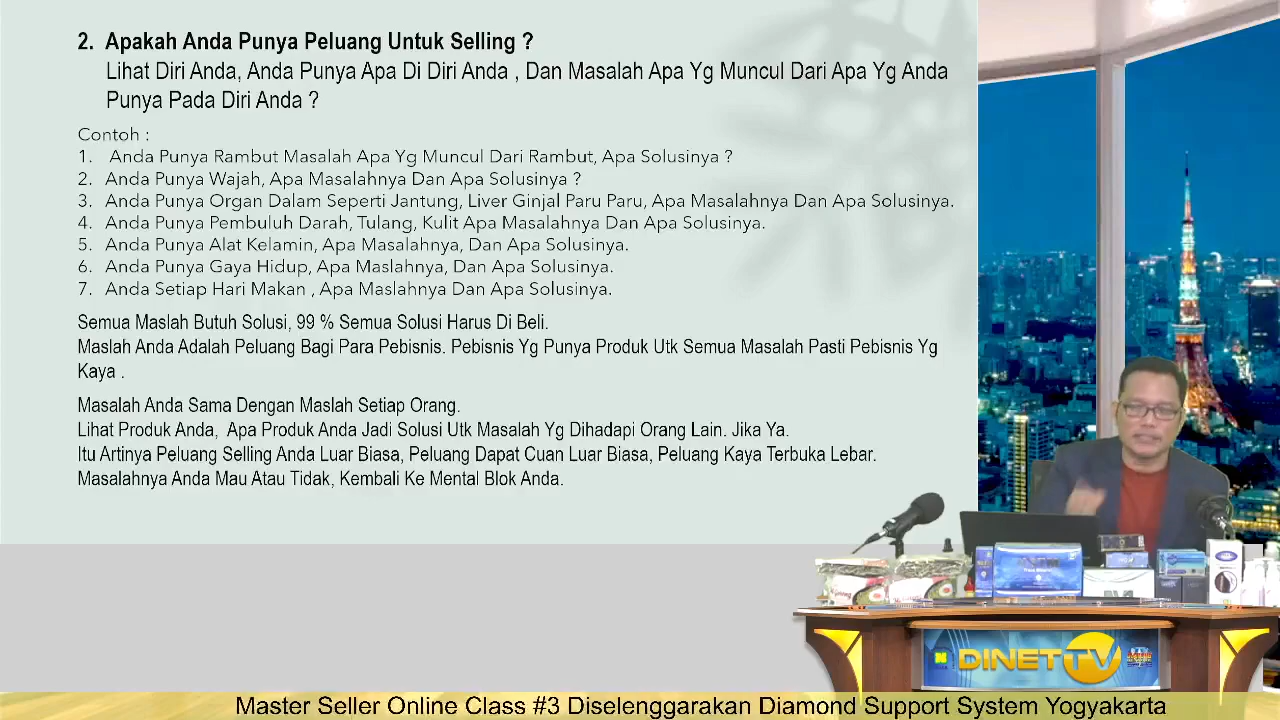 2. Apakah Anda Punya Peluang Untuk Selling ?
Lihat Diri Anda, Anda Punya Apa Di Diri Anda , Dan Masalah Apa Yg Muncul Dari Apa Yg Anda
Punya Pada Diri Anda ?
Contoh :
1. Anda Punya Rambut Masalah Apa Yg Muncul Dari Rambut, Apa Solusinya ?
2. Anda Punya Wajah, Apa Masalahnya Dan Apa Solusinya ?
3. Anda Punya Organ Dalam Seperti Jantung, Liver Ginjal Paru Paru, Apa Masalahnya Dan Apa Solusinya.
4. Anda Punya Pembuluh Darah, Tulang, Kulit Apa Masalahnya Dan Apa Solusinya.
5. Anda Punya Alat Kelamin, Apa Masalahnya, Dan Apa Solusinya.
6. Anda Punya Gaya Hidup, Apa Maslahnya, Dan Apa Solusinya.
7. Anda Setiap Hari Makan , Apa Maslahnya Dan Apa Solusinya.
Semua Maslah Butuh Solusi, 99 % Semua Solusi Harus Di Beli.
Maslah Anda Adalah Peluang Bagi Para Pebisnis. Pebisnis Yg Punya Produk Utk Semua Masalah Pasti Pebisnis Yg
Kaya .
Masalah Anda Sama Dengan Maslah Setiap Orang.
Lihat Produk Anda, Apa Produk Anda Jadi Solusi Utk Masalah Yg Dihadapi Orang Lain. Jika Ya.
Itu Artinya Peluang Selling Anda Luar Biasa, Peluang Dapat Cuan Luar Biasa, Peluang Kaya Terbuka Lebar.
Masalahnya Anda Mau Atau Tidak, Kembali Ke Mental Blok Anda.
DINET TV
Master Seller Online Class #3 Diselenggarakan Diamond Support System Yogyakarta